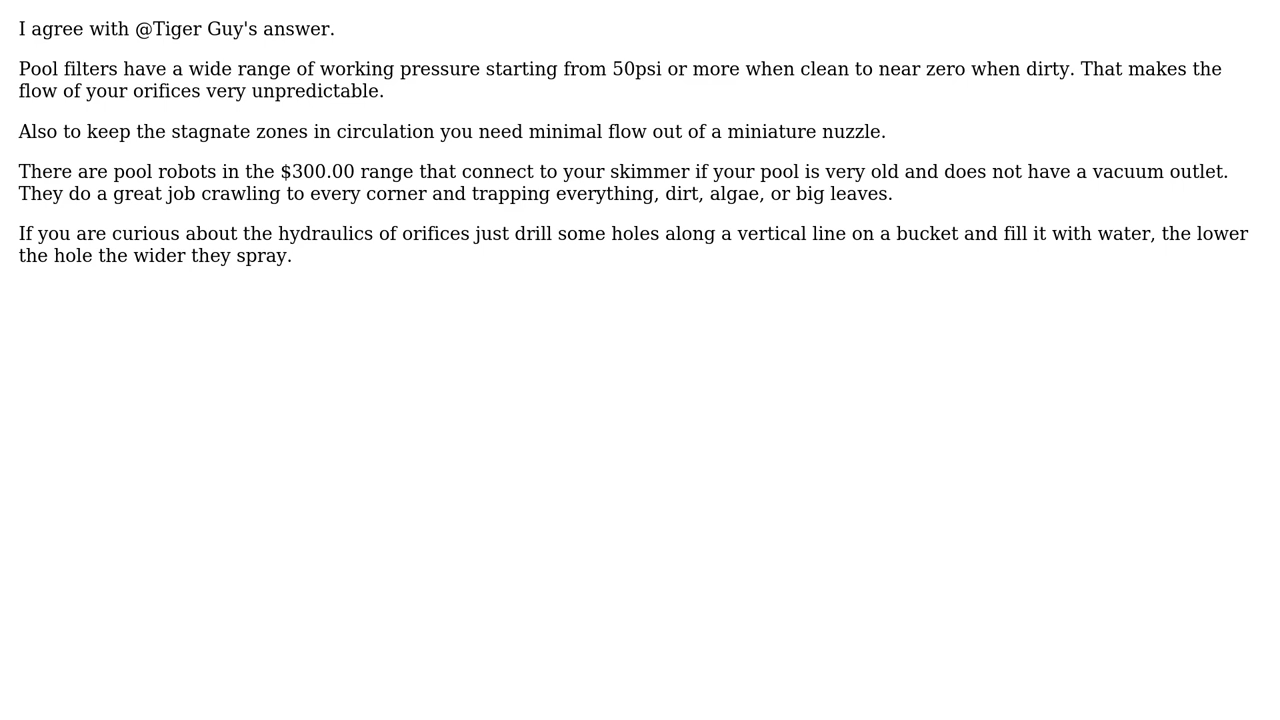 I agree with @Tiger Guy's answer.
Pool filters have a wide range of working pressure starting from 50psi or more when clean to near zero when dirty. That makes the
flow of your orifices very unpredictable.
Also to keep the stagnate zones in circulation you need minimal flow out of a miniature nuzzle.
There are pool robots in the $300.00 range that connect to your skimmer if your pool is very old and does not have a vacuum outlet.
They do a great job crawling to every corner and trapping everything, dirt, algae, or big leaves.
If you are curious about the hydraulics of orifices just drill some holes along a vertical line on a bucket and fill it with water, the lower
the hole the wider they spray.